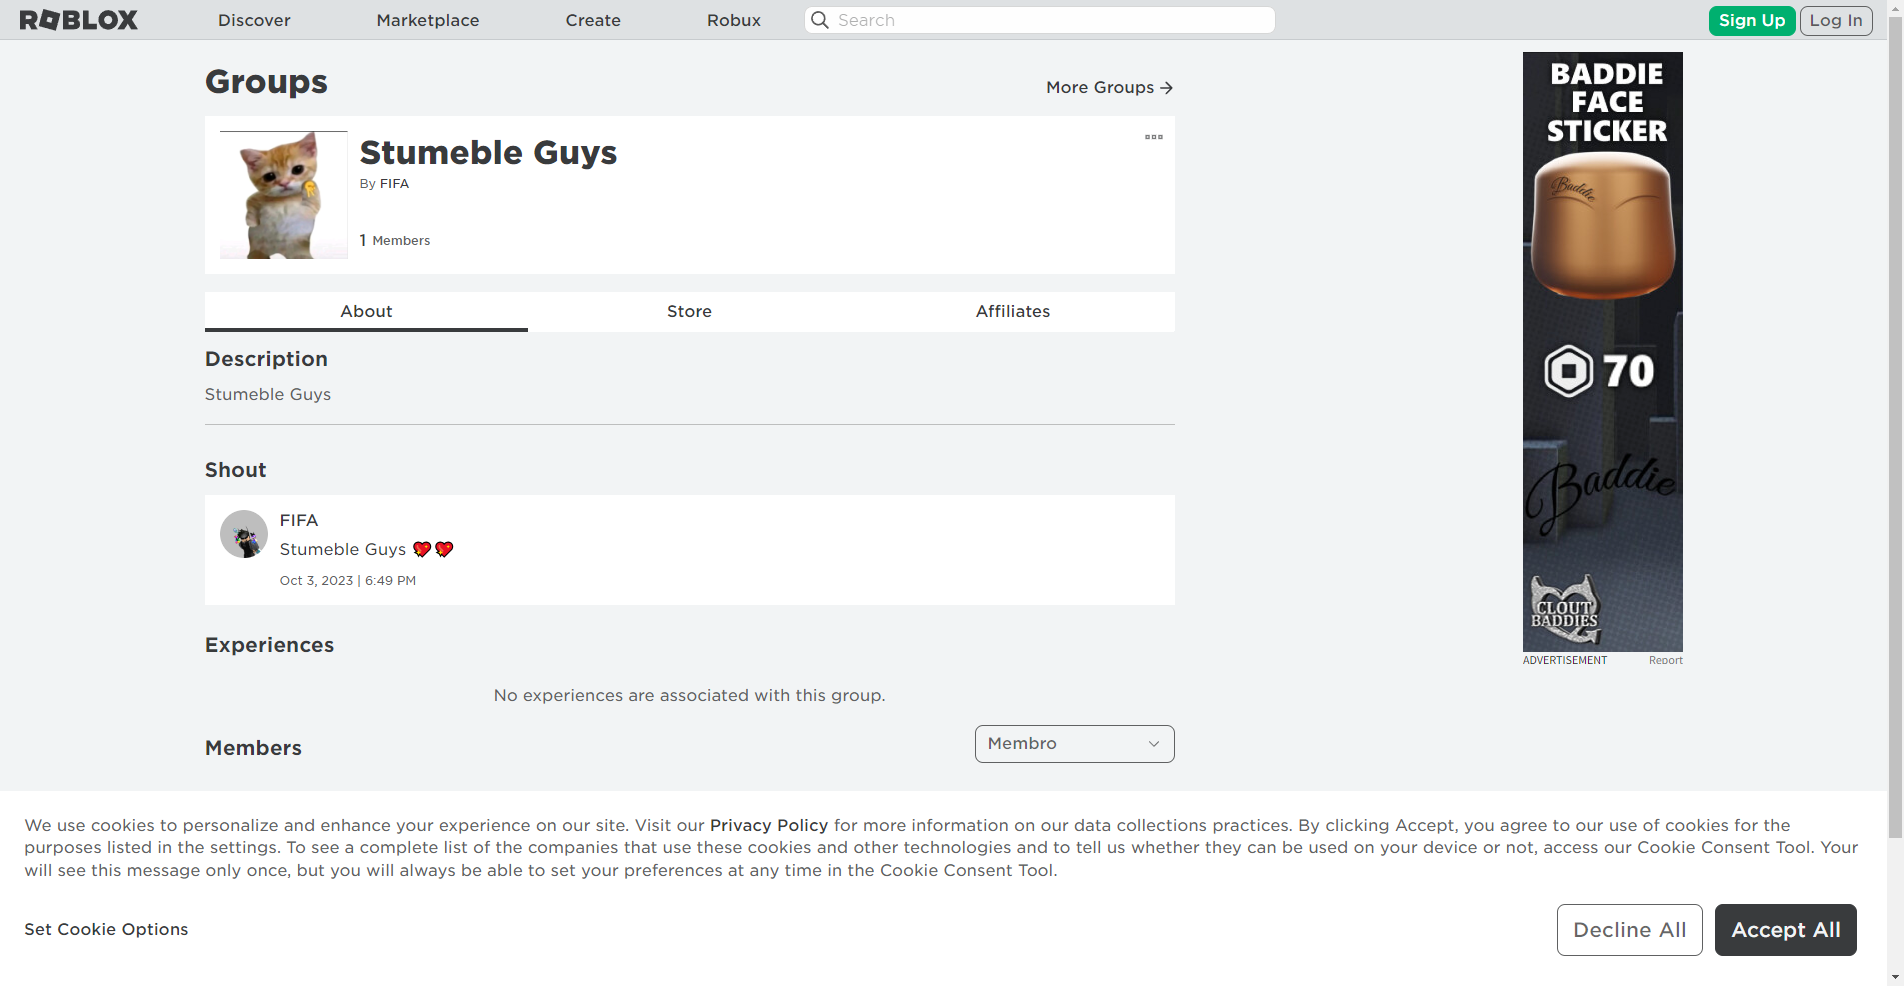 ROBLOX
Discover
Marketplace
Create
Robux
Search
Sign Up
Log In
Groups
More Groups
Stumeble Guys
By FIFA
1 Members
About
Store
Affiliates
Description
Stumeble Guys
Shout
FIFA
Stumeble Guys 💖💖
Oct 3, 2023 | 6:49 PM
Experiences
No experiences are associated with this group.
Members
Membro
BADDIE
FACE
STICKER
Baddie
70
Baddie
CLOUT
BADDIES
ADVERTISEMENT
Report
We use cookies to personalize and enhance your experience on our site. Visit our Privacy Policy for more information on our data collections practices. By clicking Accept, you agree to our use of cookies for the
purposes listed in the settings. To see a complete list of the companies that use these cookies and other technologies and to tell us whether they can be used on your device or not, access our Cookie Consent Tool. Your
will see this message only once, but you will always be able to set your preferences at any time in the Cookie Consent Tool.
Set Cookie Options
Decline All
Accept All